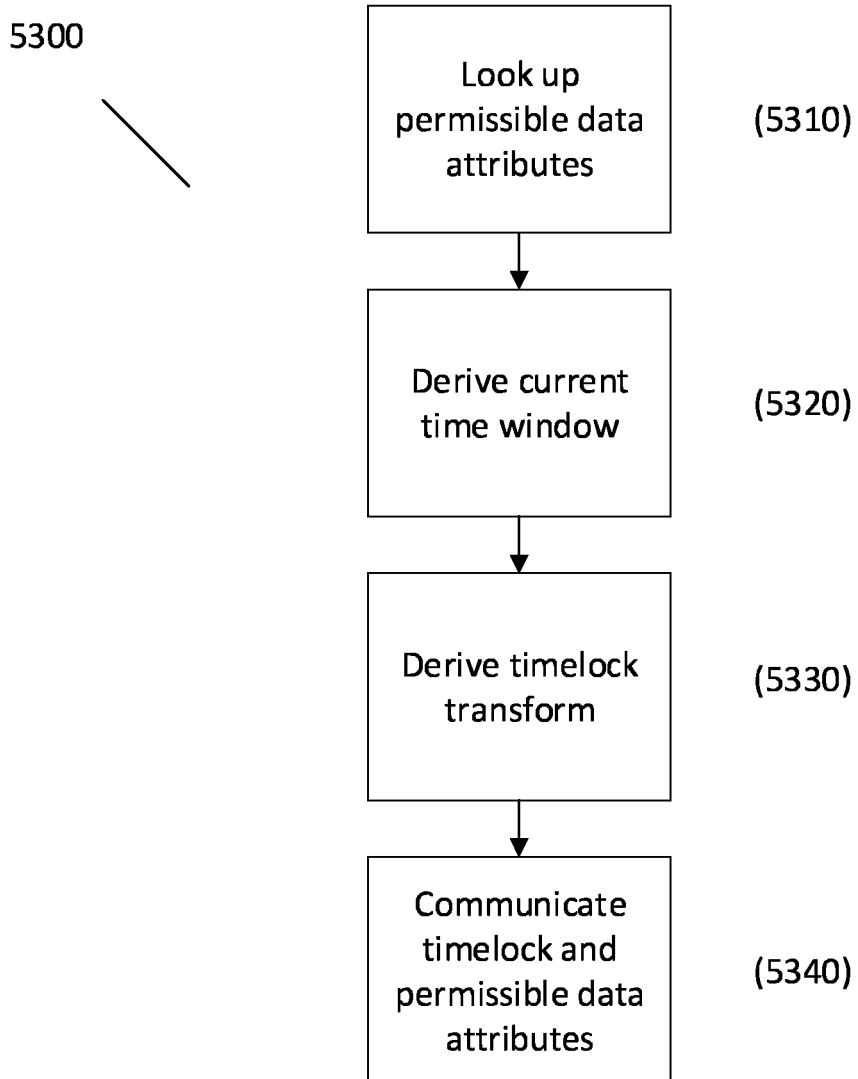 5300
Look up
permissible data
attributes
(5310)
Derive current
time window
(5320)
Derive timelock
transform
(5330)
Communicate
timelock and
permissible data
attributes
(5340)